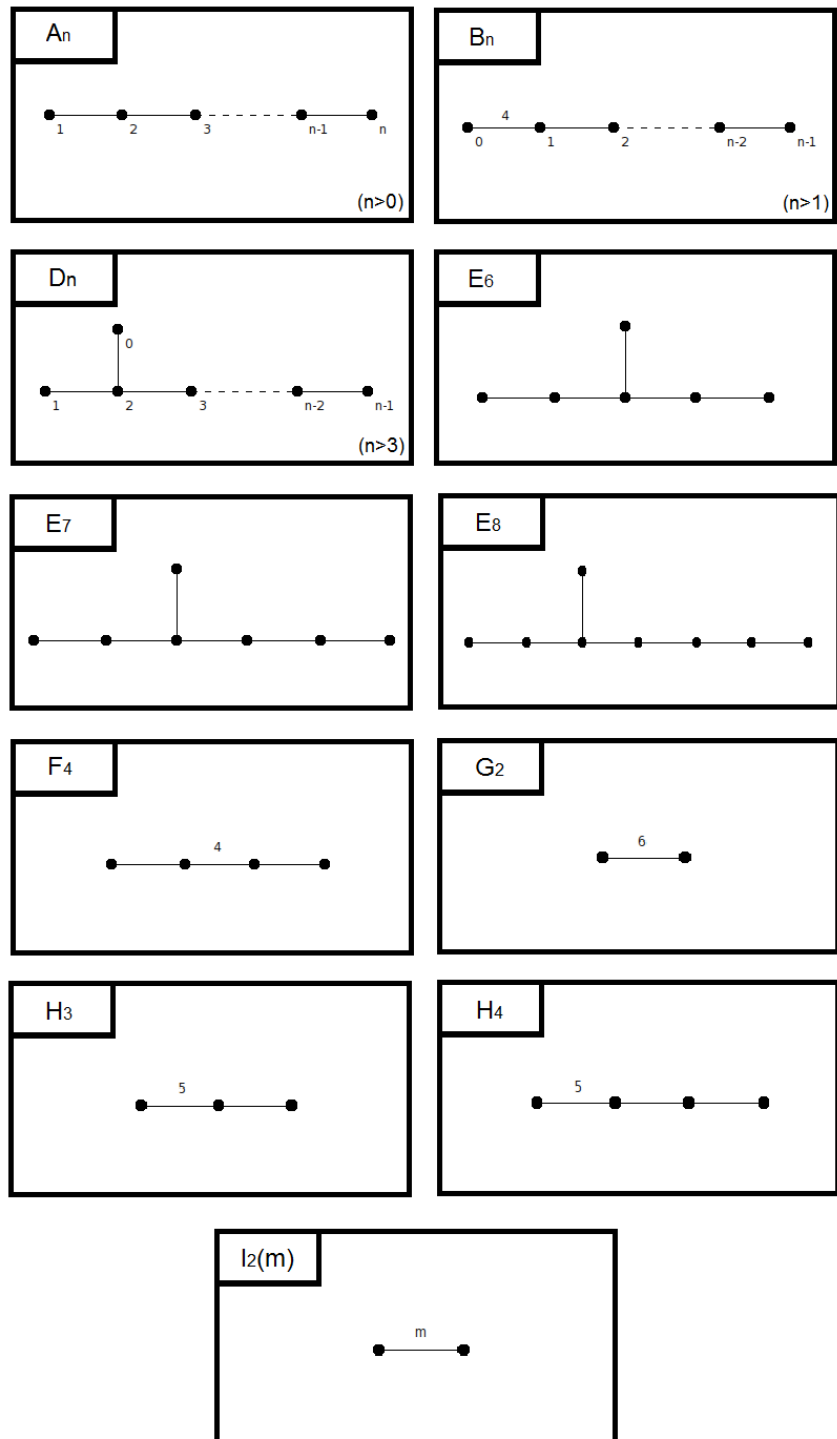 An
1 2 3 n-1 n
(n>0)
Bn
4
0 1 2 n-2 n-1
(n>1)
Dn
0
1 2 3 n-2 n-1
(n>3)
E6
E7
E8
F4
4
G2
6
H3
5
H4
5
I2(m)
m